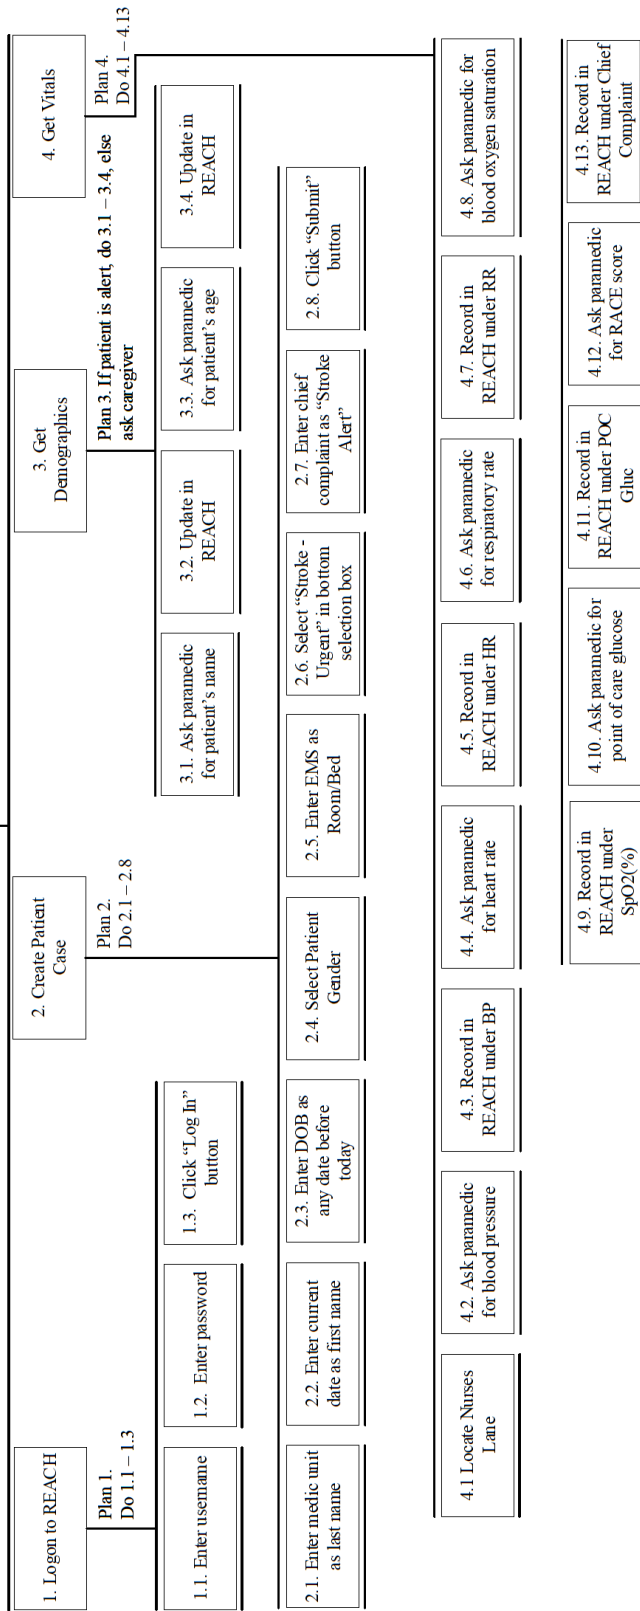 1. Logon to REACH
Plan 1.
Do 1.1 – 1.3
1.1. Enter username
1.2. Enter password
1.3. Click “Log In”
button
2. Create Patient
Case
Plan 2.
Do 2.1 – 2.8
2.1. Enter medic unit
as last name
2.2. Enter current
date as first name
2.3. Enter DOB as
any date before
today
2.4. Select Patient
Gender
2.5. Enter EMS as
Room/Bed
2.6. Select “Stroke -
Urgent” in bottom
selection box
2.7. Enter chief
complaint as “Stroke
Alert”
2.8. Click “Submit”
button
3. Get
Demographics
Plan 3. If patient is alert, do 3.1 – 3.4, else
ask caregiver
3.1. Ask paramedic
for patient’s name
3.2. Update in
REACH
3.3. Ask paramedic
for patient’s age
3.4. Update in
REACH
4. Get Vitals
Plan 4.
Do 4.1 – 4.13
4.1 Locate Nurses
Lane
4.2. Ask paramedic
for blood pressure
4.3. Record in
REACH under BP
4.4. Ask paramedic
for heart rate
4.5. Record in
REACH under HR
4.6. Ask paramedic
for respiratory rate
4.7. Record in
REACH under RR
4.8. Ask paramedic for
blood oxygen saturation
4.9. Record in
REACH under
SpO2(%)
4.10. Ask paramedic for
point of care glucose
4.11. Record in
REACH under POC
Gluc
4.12. Ask paramedic
for RACE score
4.13. Record in
REACH under Chief
Complaint